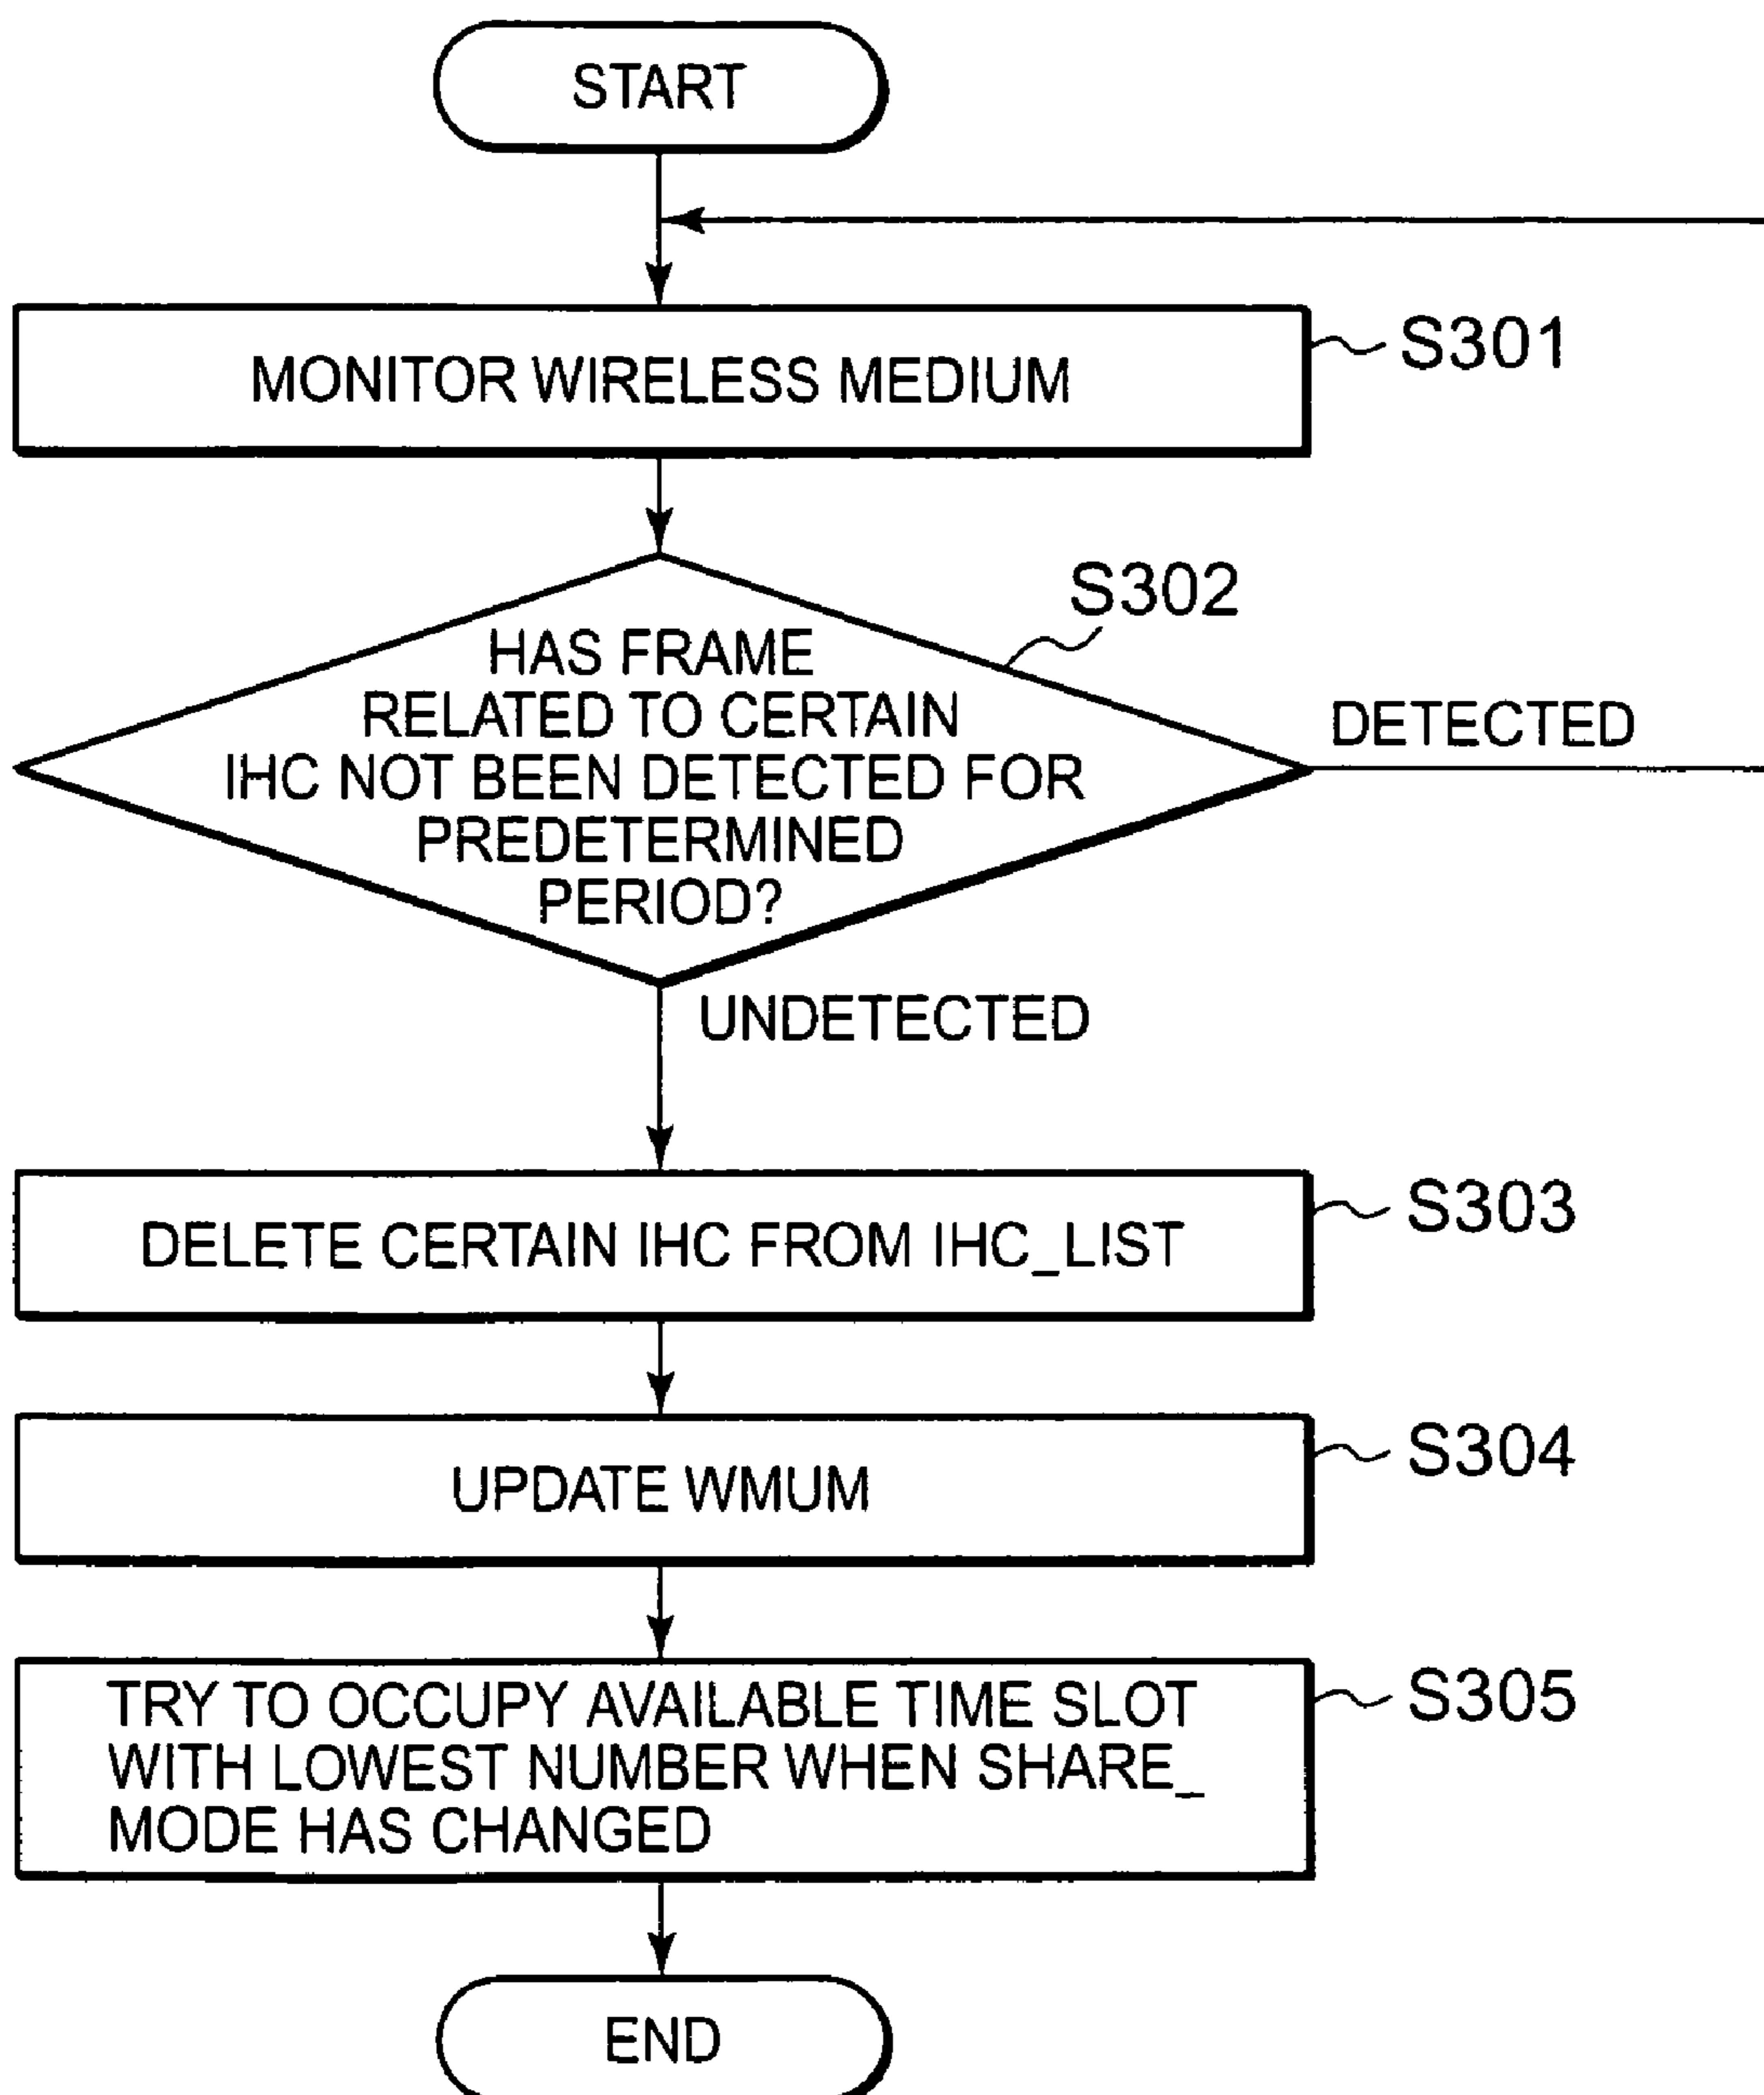 START
MONITOR WIRELESS MEDIUM
S301
S302
HAS FRAME
RELATED TO CERTAIN
IHC NOT BEEN DETECTED FOR
PREDETERMINED
PERIOD?
DETECTED
UNDETECTED
DELETE CERTAIN IHC FROM IHC_LIST
S303
UPDATE WMUM
S304
TRY TO OCCUPY AVAILABLE TIME SLOT
WITH LOWEST NUMBER WHEN SHARE_
MODE HAS CHANGED
S305
END